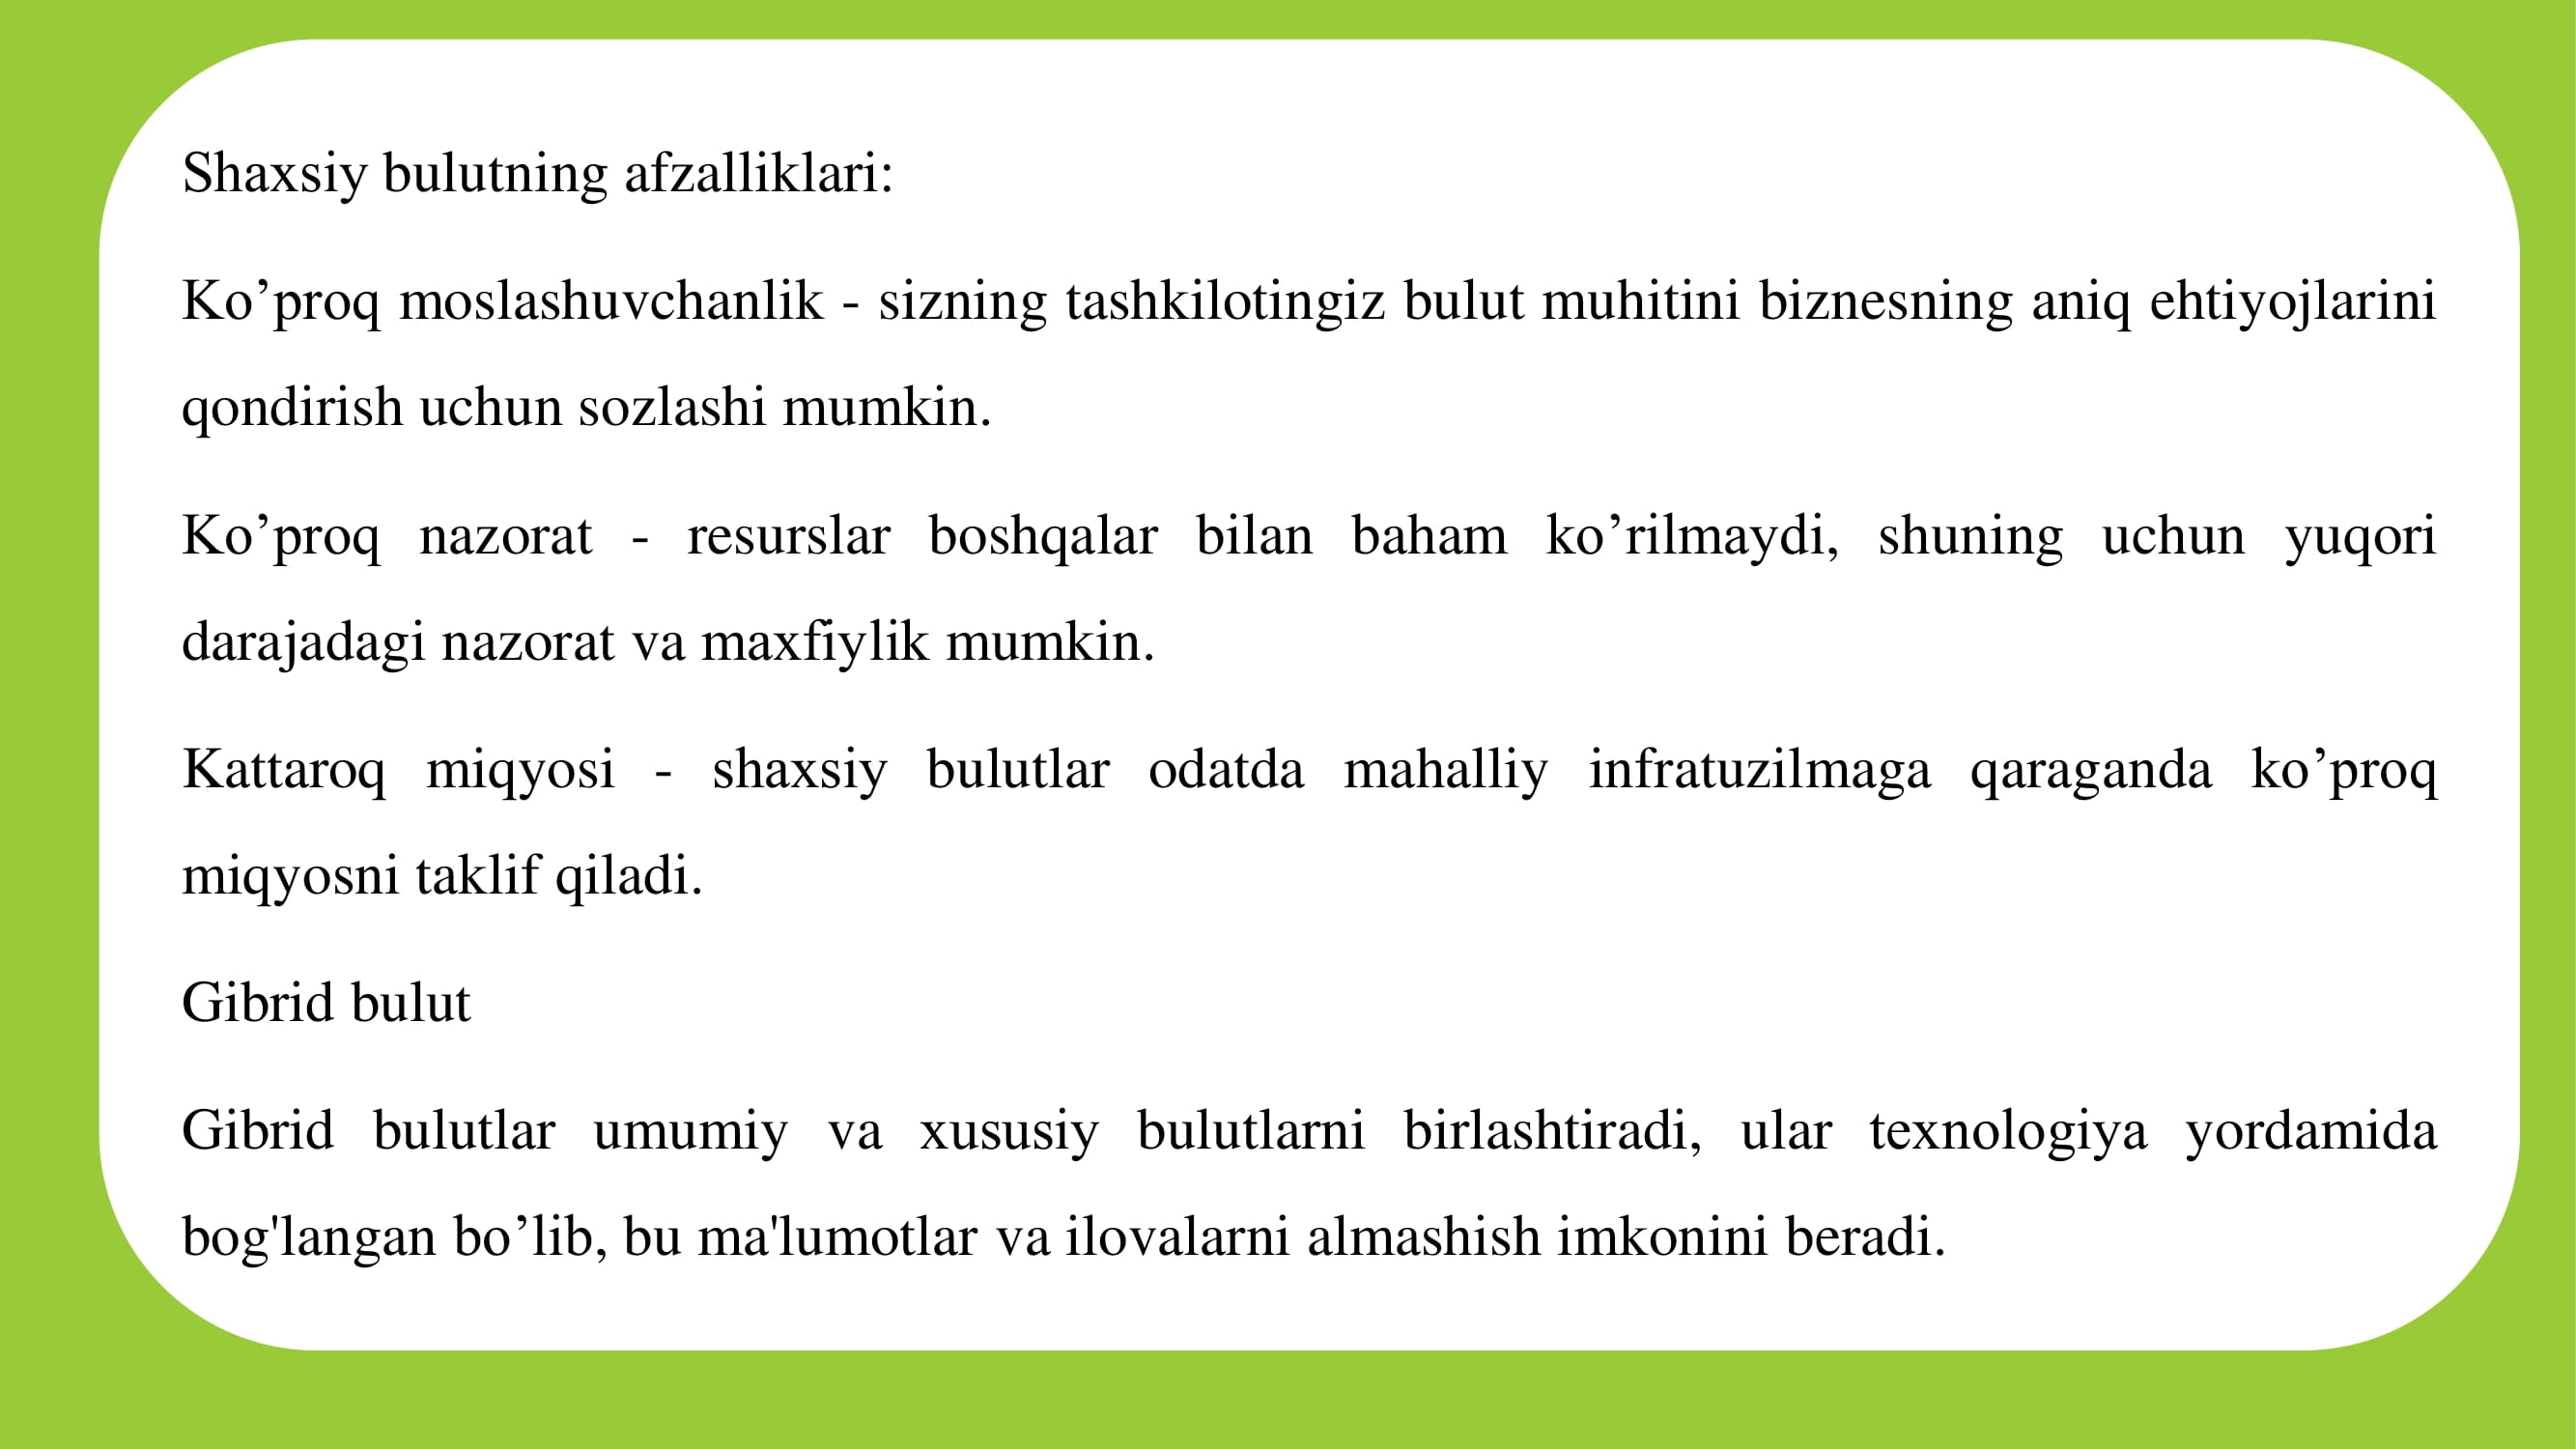 Shaxsiy bulutning afzalliklari:
Ko’proq moslashuvchanlik - sizning tashkilotingiz bulut muhitini biznesning aniq ehtiyojlarini
qondirish uchun sozlashi mumkin.
Ko’proq nazorat - resurslar boshqalar bilan baham ko’rilmaydi, shuning uchun yuqori
darajadagi nazorat va maxfiylik mumkin.
Kattaroq miqyosi - shaxsiy bulutlar odatda mahalliy infratuzilmaga qaraganda ko’proq
miqyosni taklif qiladi.
Gibrid bulut
Gibrid bulutlar umumiy va xususiy bulutlarni birlashtiradi, ular texnologiya yordamida
bog'langan bo’lib, bu ma'lumotlar va ilovalarni almashish imkonini beradi.